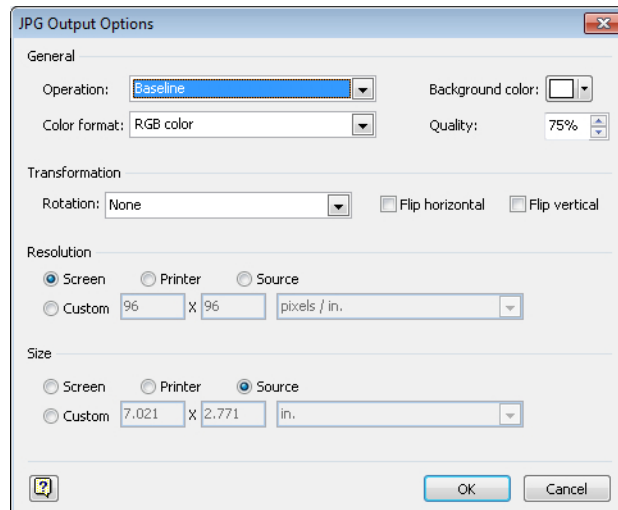 JPG Output Options
General
Operation: Baseline Background color:
Color format: RGB color Quality: 75%
Transformation
Rotation: None Flip horizontal Flip vertical
Resolution
Screen Printer Source
Custom 96 X 96 pixels / in.
Size
Screen Printer Source
Custom 7.021 X 2.771 in.
? OK Cancel